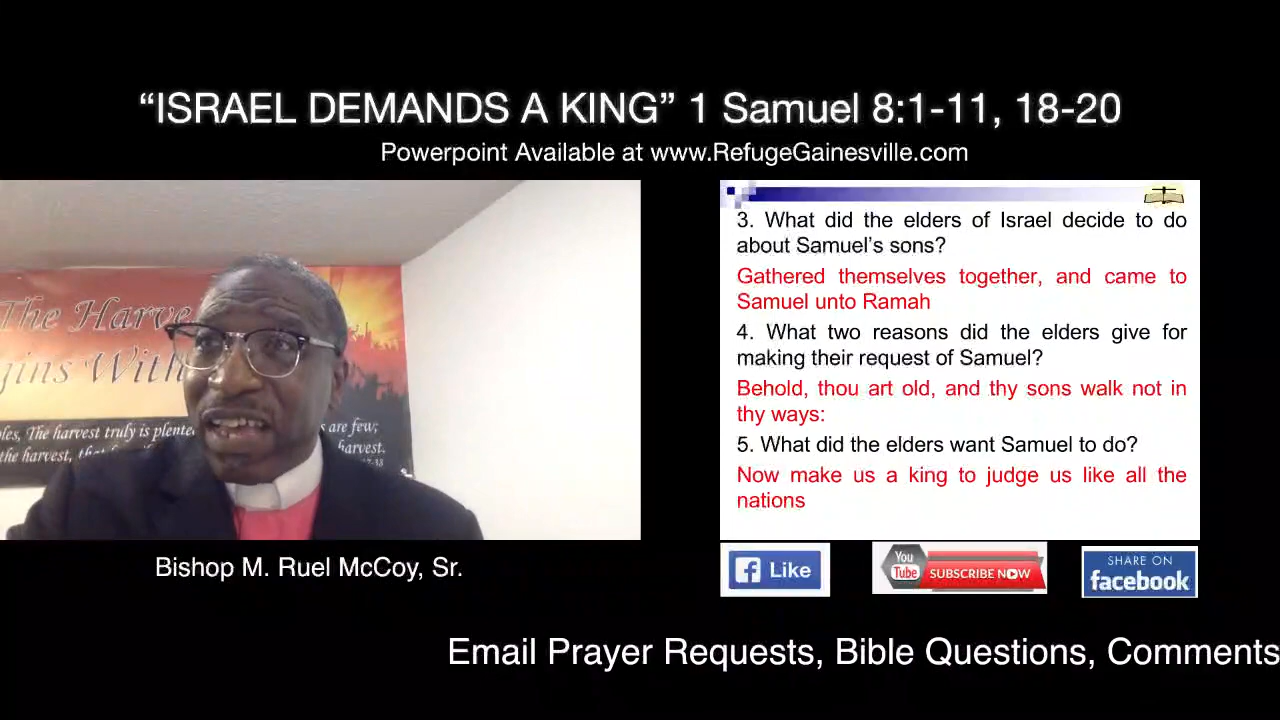 “ISRAEL DEMANDS A KING” 1 Samuel 8:1-11, 18-20
Powerpoint Available at www.RefugeGainesville.com
The Harve
gins With
les, The harvest truly is plente
s are few;
the harvest, that
harvest.
3. What did the elders of Israel decide to do
about Samuel’s sons?
Gathered themselves together, and came to
Samuel unto Ramah
4. What two reasons did the elders give for
making their request of Samuel?
Behold, thou art old, and thy sons walk not in
thy ways:
5. What did the elders want Samuel to do?
Now make us a king to judge us like all the
nations
Bishop M. Ruel McCoy, Sr.
f Like
You Tube SUBSCRIBE NOW
SHARE ON
facebook
Email Prayer Requests, Bible Questions, Comments